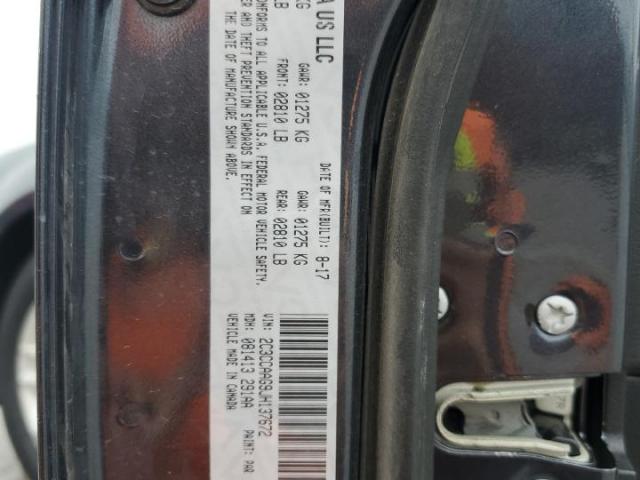 A US LLC
DATE OF MFR(BUILT): 8-17
KG GAWR: 01275 KG GAWR: 01275 KG
LB FRONT: 02810 LB REAR: 02810 LB
CONFORMS TO ALL APPLICABLE U.S.A. FEDERAL MOTOR VEHICLE SAFETY,
ER AND THEFT PREVENTION STANDARDS IN EFFECT ON
THE DATE OF MANUFACTURE SHOWN ABOVE.
VIN: 2C3CCAAG9JH137672
MDH: 081413 291AA PAINT: PAR
VEHICLE MADE IN CANADA